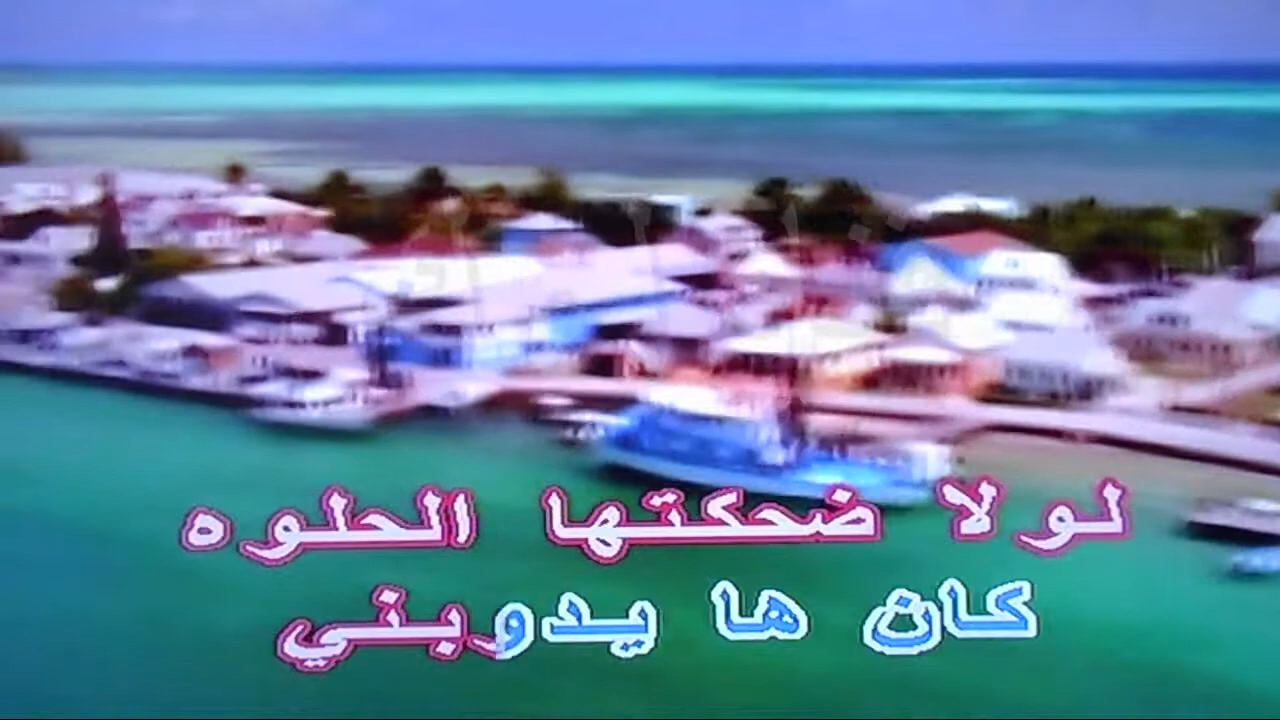 لولا ضحكتها الحلوه
كان ها يدوبني